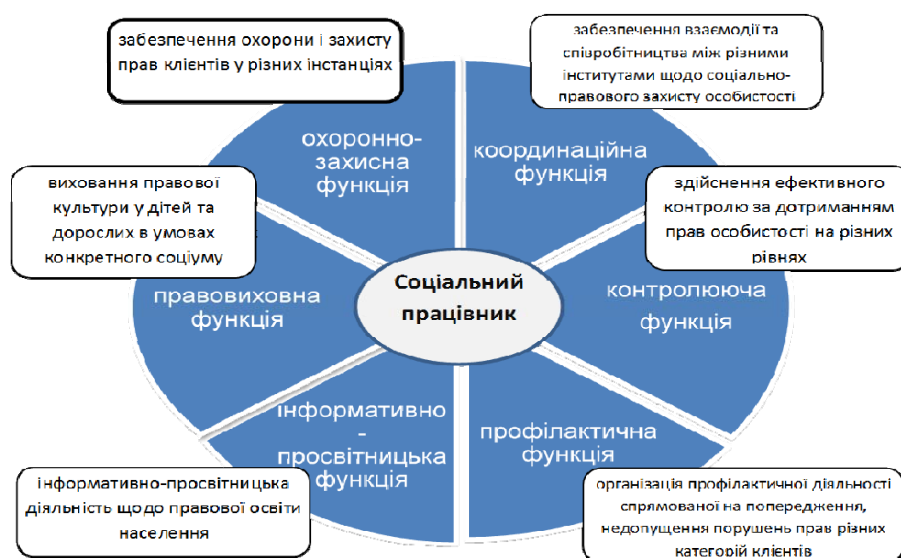 забезпечення охорони і захисту
прав клієнтів у різних інстанціях
забезпечення взаємодії та
співробітництва між різними
інститутами щодо соціально-
правового захисту особистості
охоронно-
захисна
функція
координаційна
функція
виховання правової
культури у дітей та
дорослих в умовах
конкретного соціуму
здійснення ефективного
контролю за дотриманням
прав особистості на різних
рівнях
правовиховна
функція
Соціальний
працівник
контролююча
функція
інформативно
-
просвітницька
функція
профілактична
функція
інформативно-просвітницька
діяльність щодо правової освіти
населення
організація профілактичної діяльності
спрямованої на попередження,
недопущення порушень прав різних
категорій клієнтів